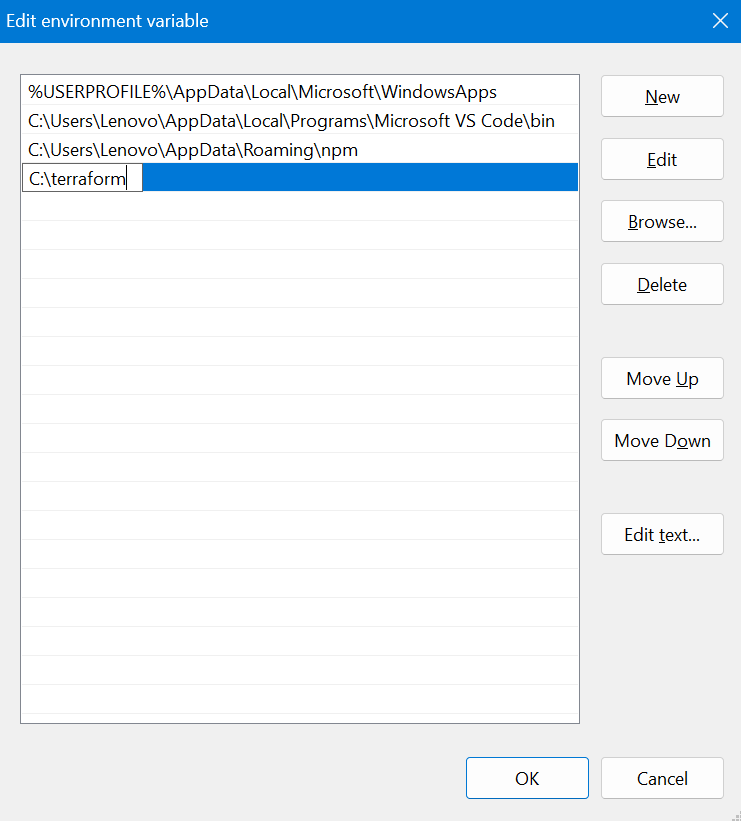 Edit environment variable
%USERPROFILE%\AppData\Local\Microsoft\WindowsApps
C:\Users\Lenovo\AppData\Local\Programs\Microsoft VS Code\bin
C:\Users\Lenovo\AppData\Roaming\npm
C:\terraform
New
Edit
Browse...
Delete
Move Up
Move Down
Edit text...
OK
Cancel